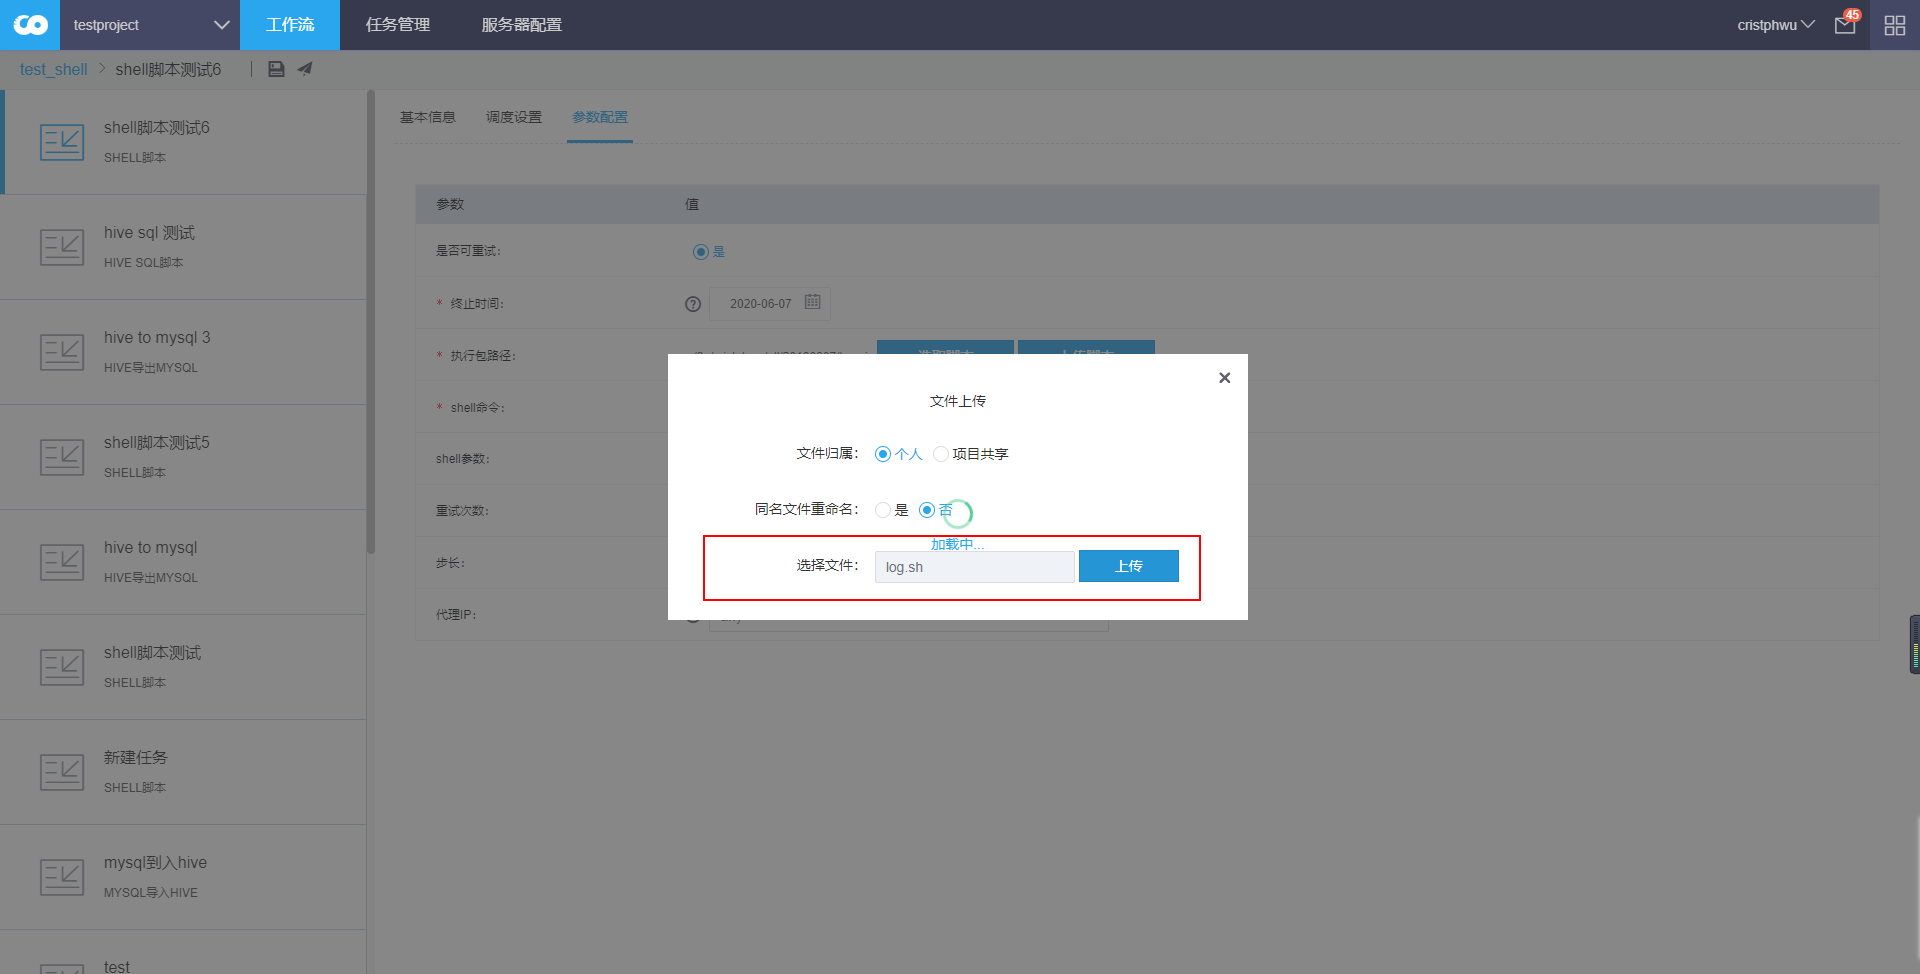 testproject
工作流
任务管理
服务器配置
cristphwu
45
test_shell > shell脚本测试6
shell脚本测试6
SHELL脚本
hive sql 测试
HIVE SQL脚本
hive to mysql 3
HIVE导出MYSQL
shell脚本测试5
SHELL脚本
hive to mysql
HIVE导出MYSQL
shell脚本测试
SHELL脚本
新建任务
SHELL脚本
mysql到入hive
MYSQL导入HIVE
test
基本信息
调度设置
参数配置
参数
值
是否可重试:
是
* 终止时间:
2020-06-07
* 执行包路径:
* shell命令:
shell参数:
重试次数:
步长:
代理IP:
文件上传
文件归属:
个人
项目共享
同名文件重命名:
是
否
加载中...
选择文件:
log.sh
上传